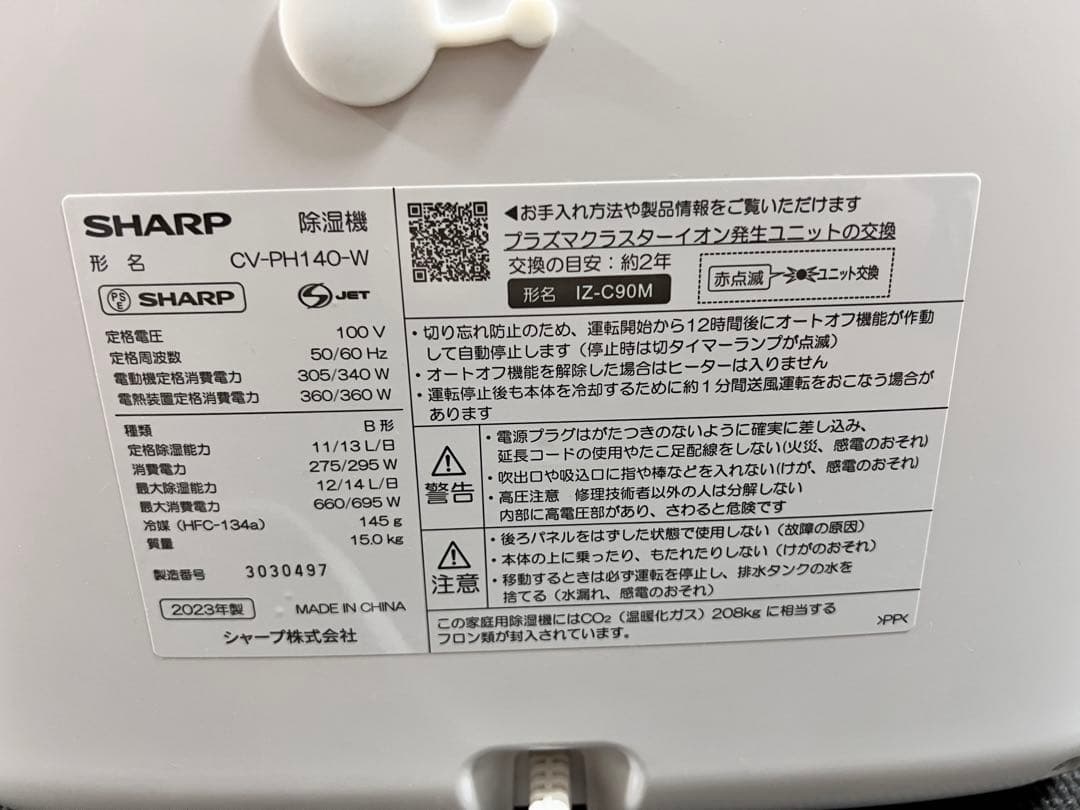 SHARP 除湿機
形名 CV-PH140-W
PSE SHARP S JET
定格電圧 100 V
定格周波数 50/60 Hz
電動機定格消費電力 305/340 W
電熱装置定格消費電力 360/360 W
種類 B 形
定格除湿能力 11/13 L/日
消費電力 275/295 W
最大除湿能力 12/14 L/日
最大消費電力 660/695 W
冷媒（HFC-134a） 145 g
質量 15.0 kg
製造番号 3030497
2023年製 MADE IN CHINA
シャープ株式会社
◀お手入れ方法や製品情報をご覧いただけます
プラズマクラスターイオン発生ユニットの交換
交換の目安：約2年
形名 IZ-C90M
赤点滅 ユニット交換
・切り忘れ防止のため、運転開始から12時間後にオートオフ機能が作動
して自動停止します（停止時は切タイマーランプが点滅）
・オートオフ機能を解除した場合はヒーターは入りません
・運転停止後も本体を冷却するために約１分間送風運転をおこなう場合が
あります
警告
・電源プラグはがたつきのないように確実に差し込み、
延長コードの使用やたこ足配線をしない(火災、感電のおそれ)
・吹出口や吸込口に指や棒などを入れない(けが、感電のおそれ)
・高圧注意 修理技術者以外の人は分解しない
内部に高電圧部があり、さわると危険です
注意
・後ろパネルをはずした状態で使用しない（故障の原因）
・本体の上に乗ったり、もたれたりしない（けがのおそれ）
・移動するときは必ず運転を停止し、排水タンクの水を
捨てる（水漏れ、感電のおそれ）
この家庭用除湿機にはCO₂（温暖化ガス）208kgに相当する
フロン類が封入されています。
>PP<